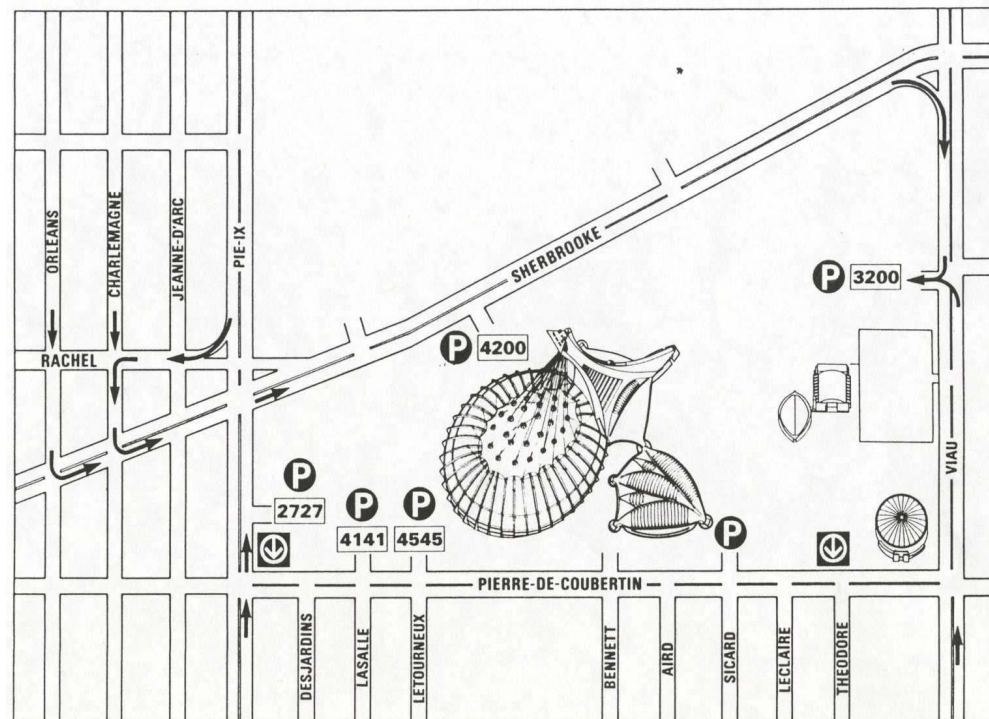 ORLEANS
CHARLEMAGNE
JEANNE-D'ARC
PIE-IX
RACHEL
SHERBROOKE
P 3200
P 4200
VIAU
P
2727
P
4141
P
4545
P
PIERRE-DE-COUBERTIN
DESJARDINS
LASALLE
LETOURNEUX
BENNETT
AIRD
SICARD
LECLAIRE
THEODORE